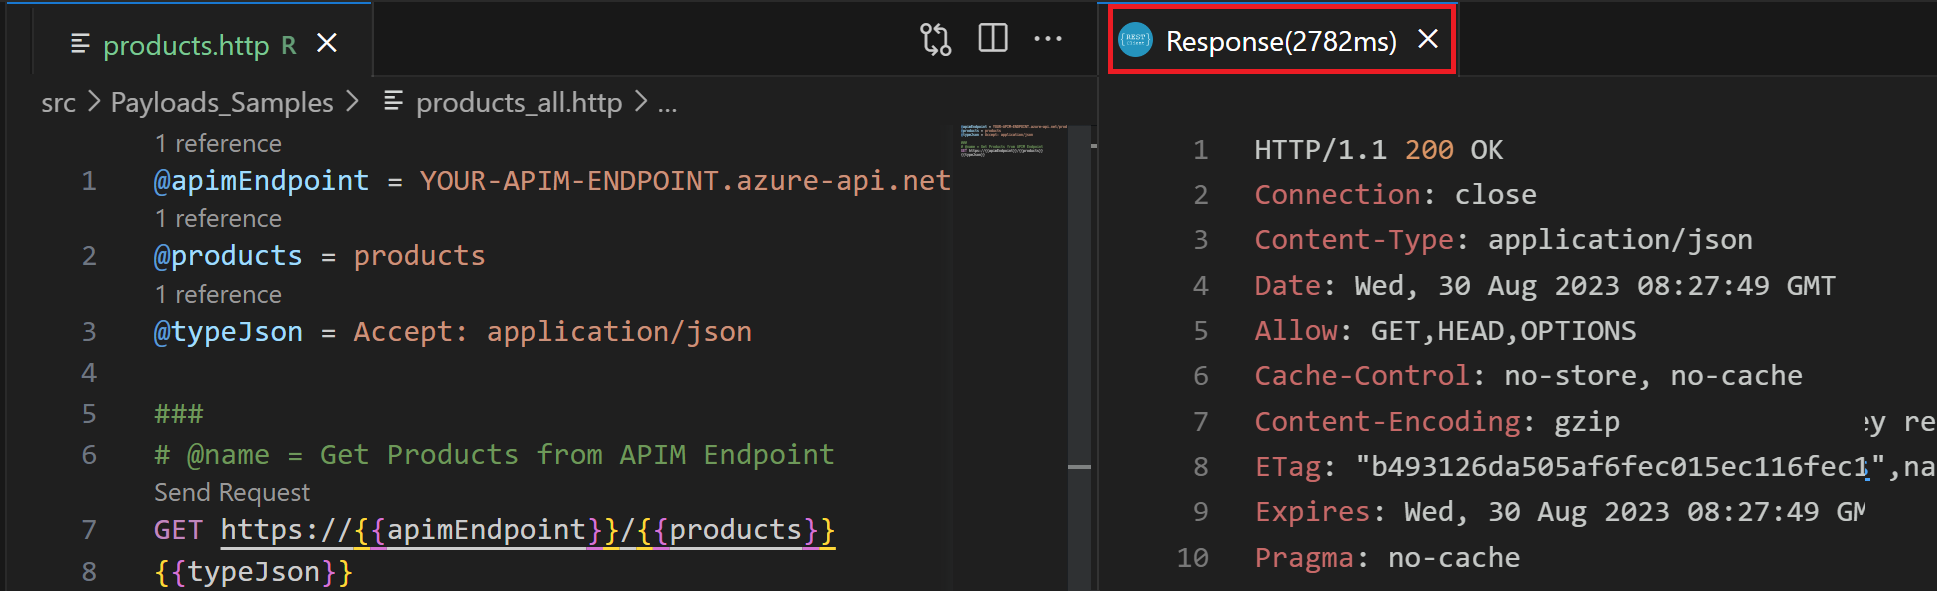 products.http R
src > Payloads_Samples > products_all.http > ...
1 reference
1 @apimEndpoint = YOUR-APIM-ENDPOINT.azure-api.net
1 reference
2 @products = products
1 reference
3 @typeJson = Accept: application/json
4
5 ###
6 # @name = Get Products from APIM Endpoint
Send Request
7 GET https://{{apimEndpoint}}/{{products}}
8 {{typeJson}}
Response(2782ms)
1 HTTP/1.1 200 OK
2 Connection: close
3 Content-Type: application/json
4 Date: Wed, 30 Aug 2023 08:27:49 GMT
5 Allow: GET,HEAD,OPTIONS
6 Cache-Control: no-store, no-cache
7 Content-Encoding: gzip ey re
8 ETag: "b493126da505af6fec015ec116fec1",na
9 Expires: Wed, 30 Aug 2023 08:27:49 GM
10 Pragma: no-cache